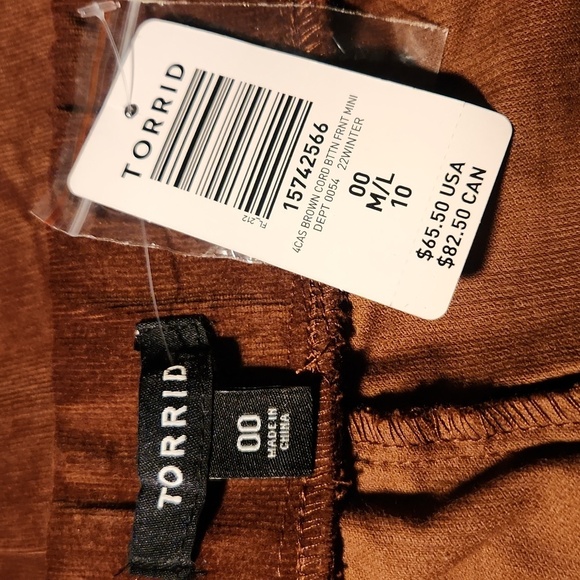 TORRID
FL_212
15742566
4CAS BROWN CORD BTTN FRNT MINI
DEPT 0054 22WINTER
00
M/L
10
$65.50 USA
$82.50 CAN
TORRID
00
MADE IN
CHINA